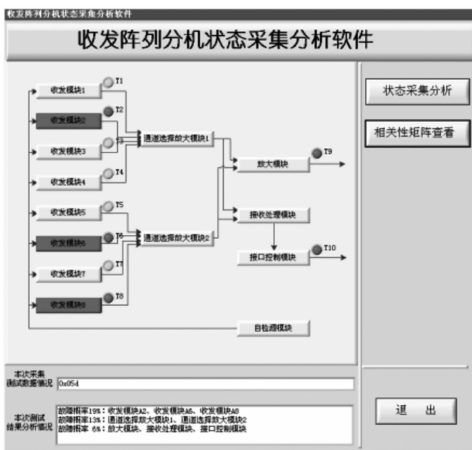 收发阵列分机状态采集分析软件
收发阵列分机状态采集分析软件
收发模块1
T1
收发模块2
T2
收发模块3
T3
收发模块4
T4
收发模块5
T5
收发模块6
T6
收发模块7
T7
收发模块8
T8
通道选择放大模块1
通道选择放大模块2
放大模块
T9
接收处理模块
接口控制模块
T10
自检源模块
状态采集分析
相关性矩阵查看
本次采集
测试数据情况
0x054
本次测试
结果分析情况
故障概率19%：收发模块A2、收发模块A6、收发模块A8
故障概率13%：通道选择放大模块1、通道选择放大模块2
故障概率 6%：放大模块、接收处理模块、接口控制模块
退 出